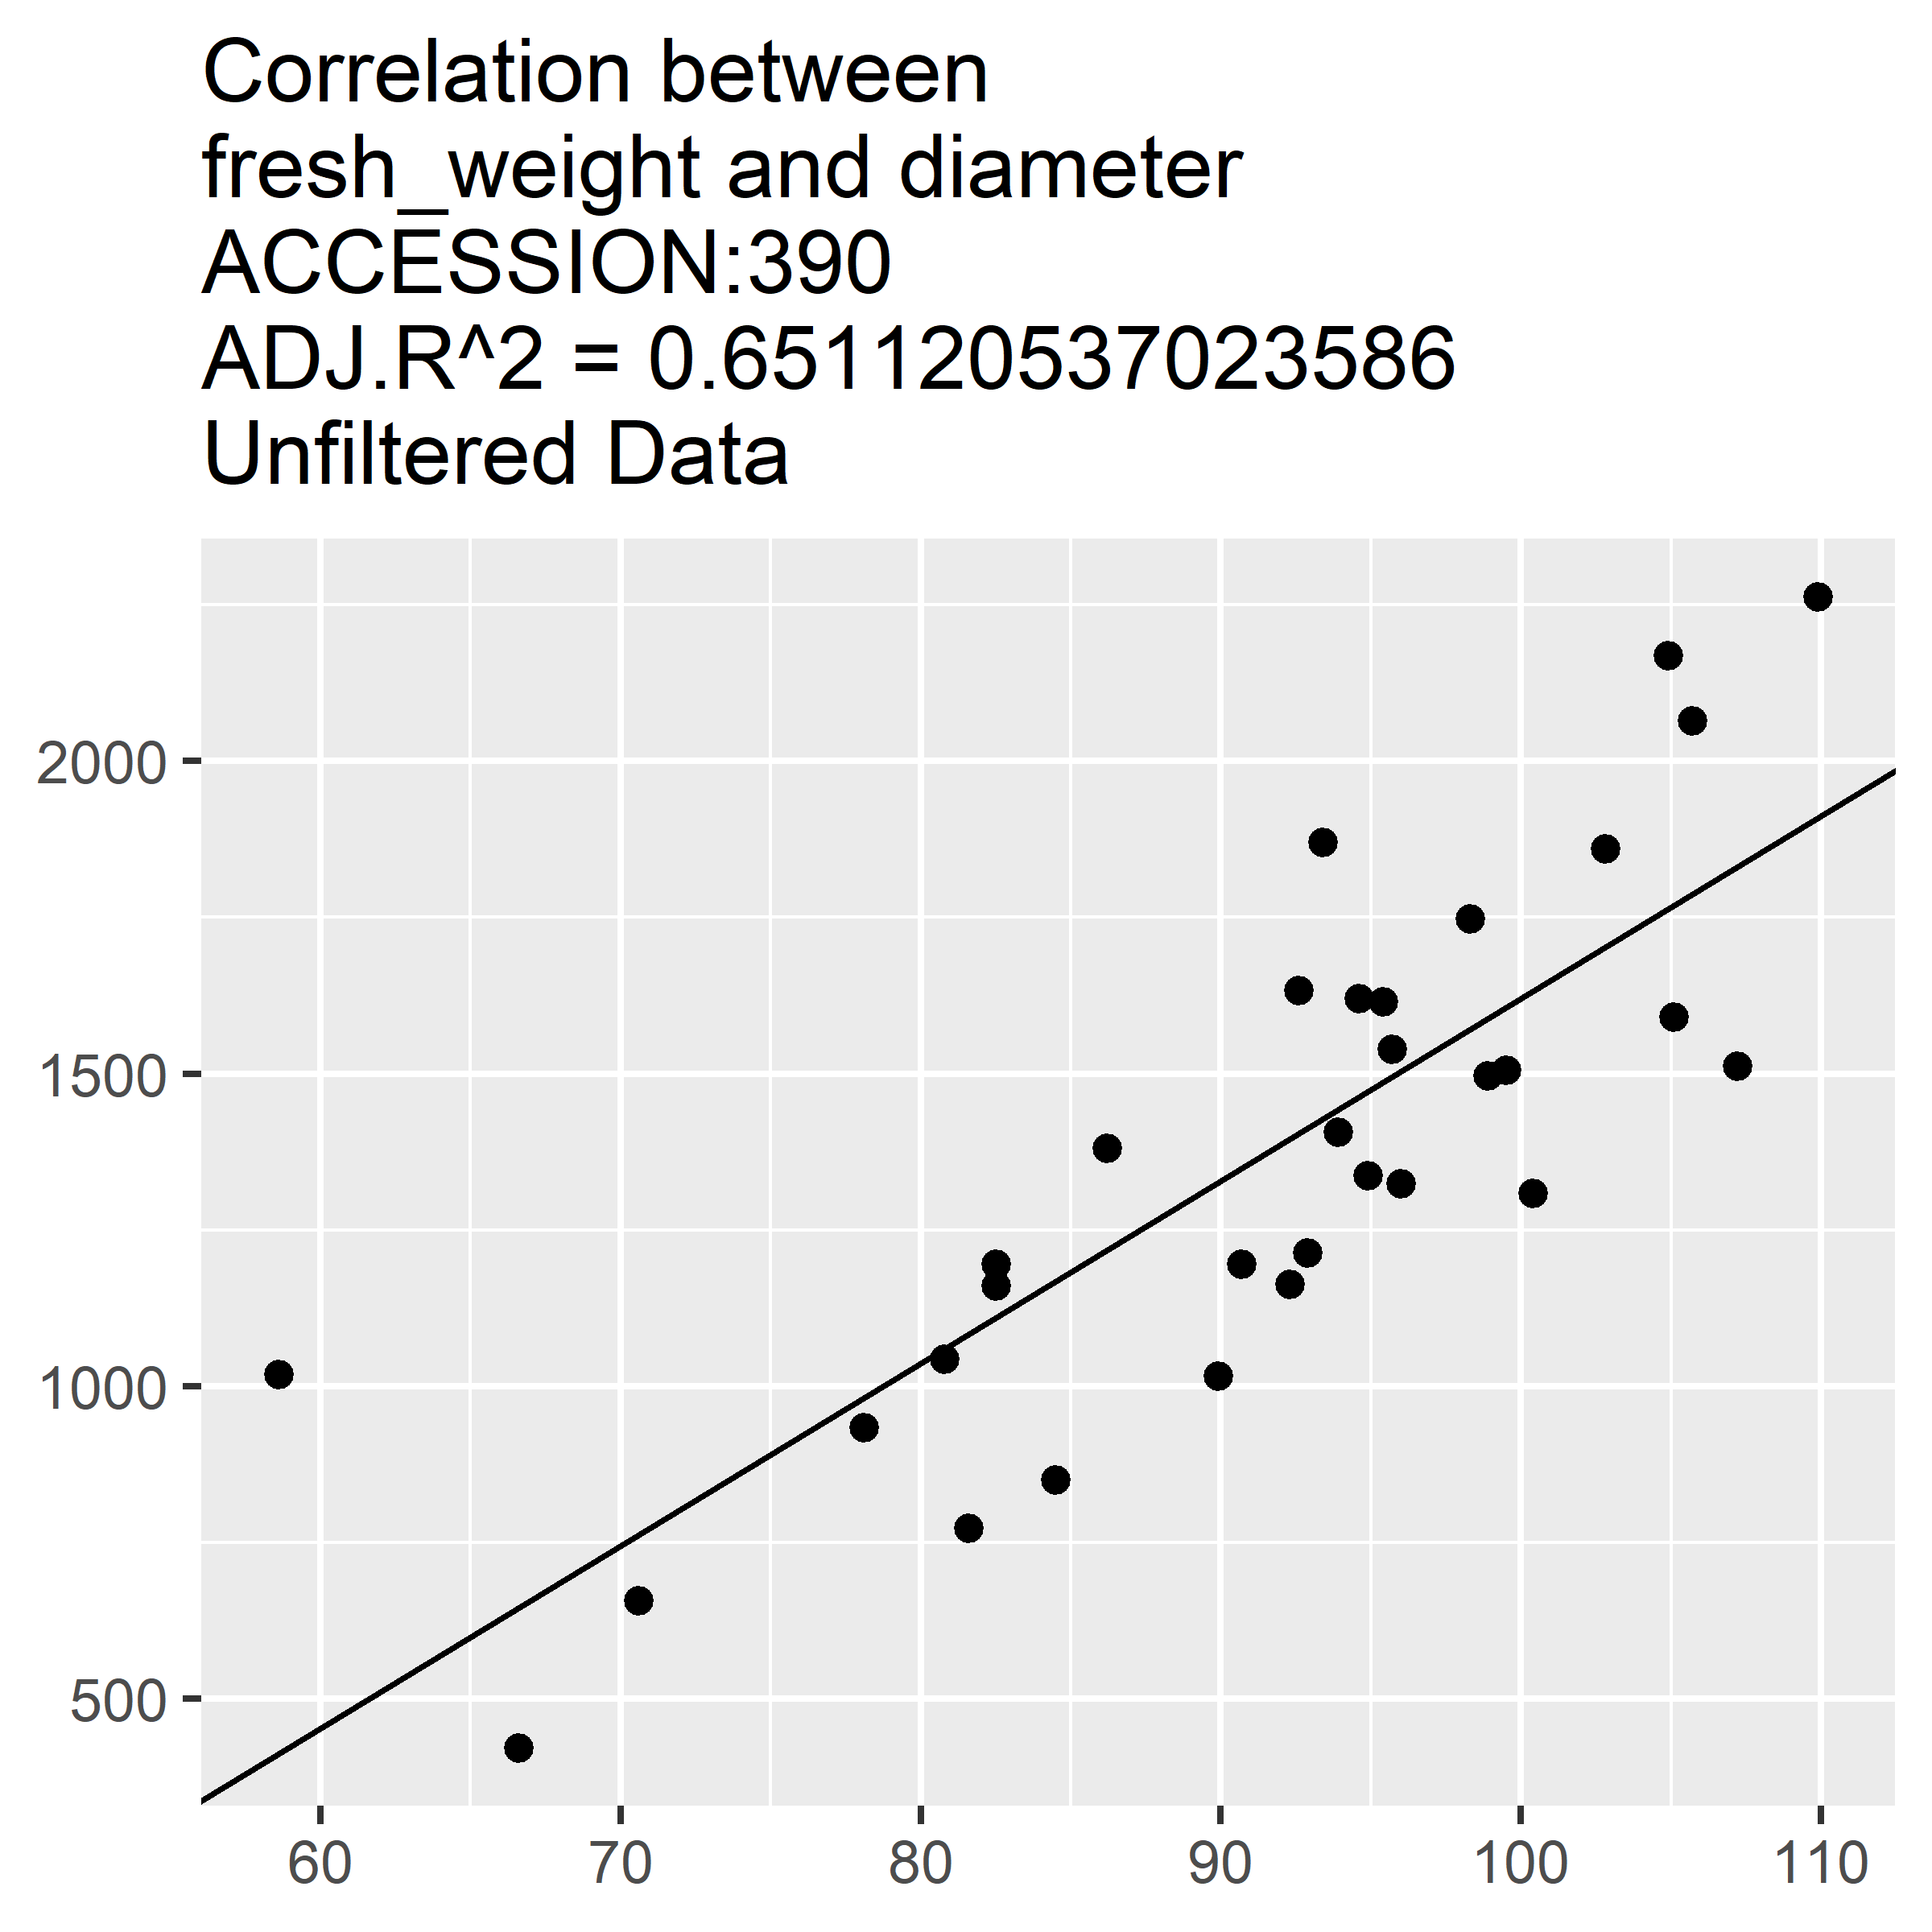 Correlation between
fresh_weight and diameter
ACCESSION:390
ADJ.R^2 = 0.651120537023586
Unfiltered Data
2000
1500
1000
500
60 70 80 90 100 110